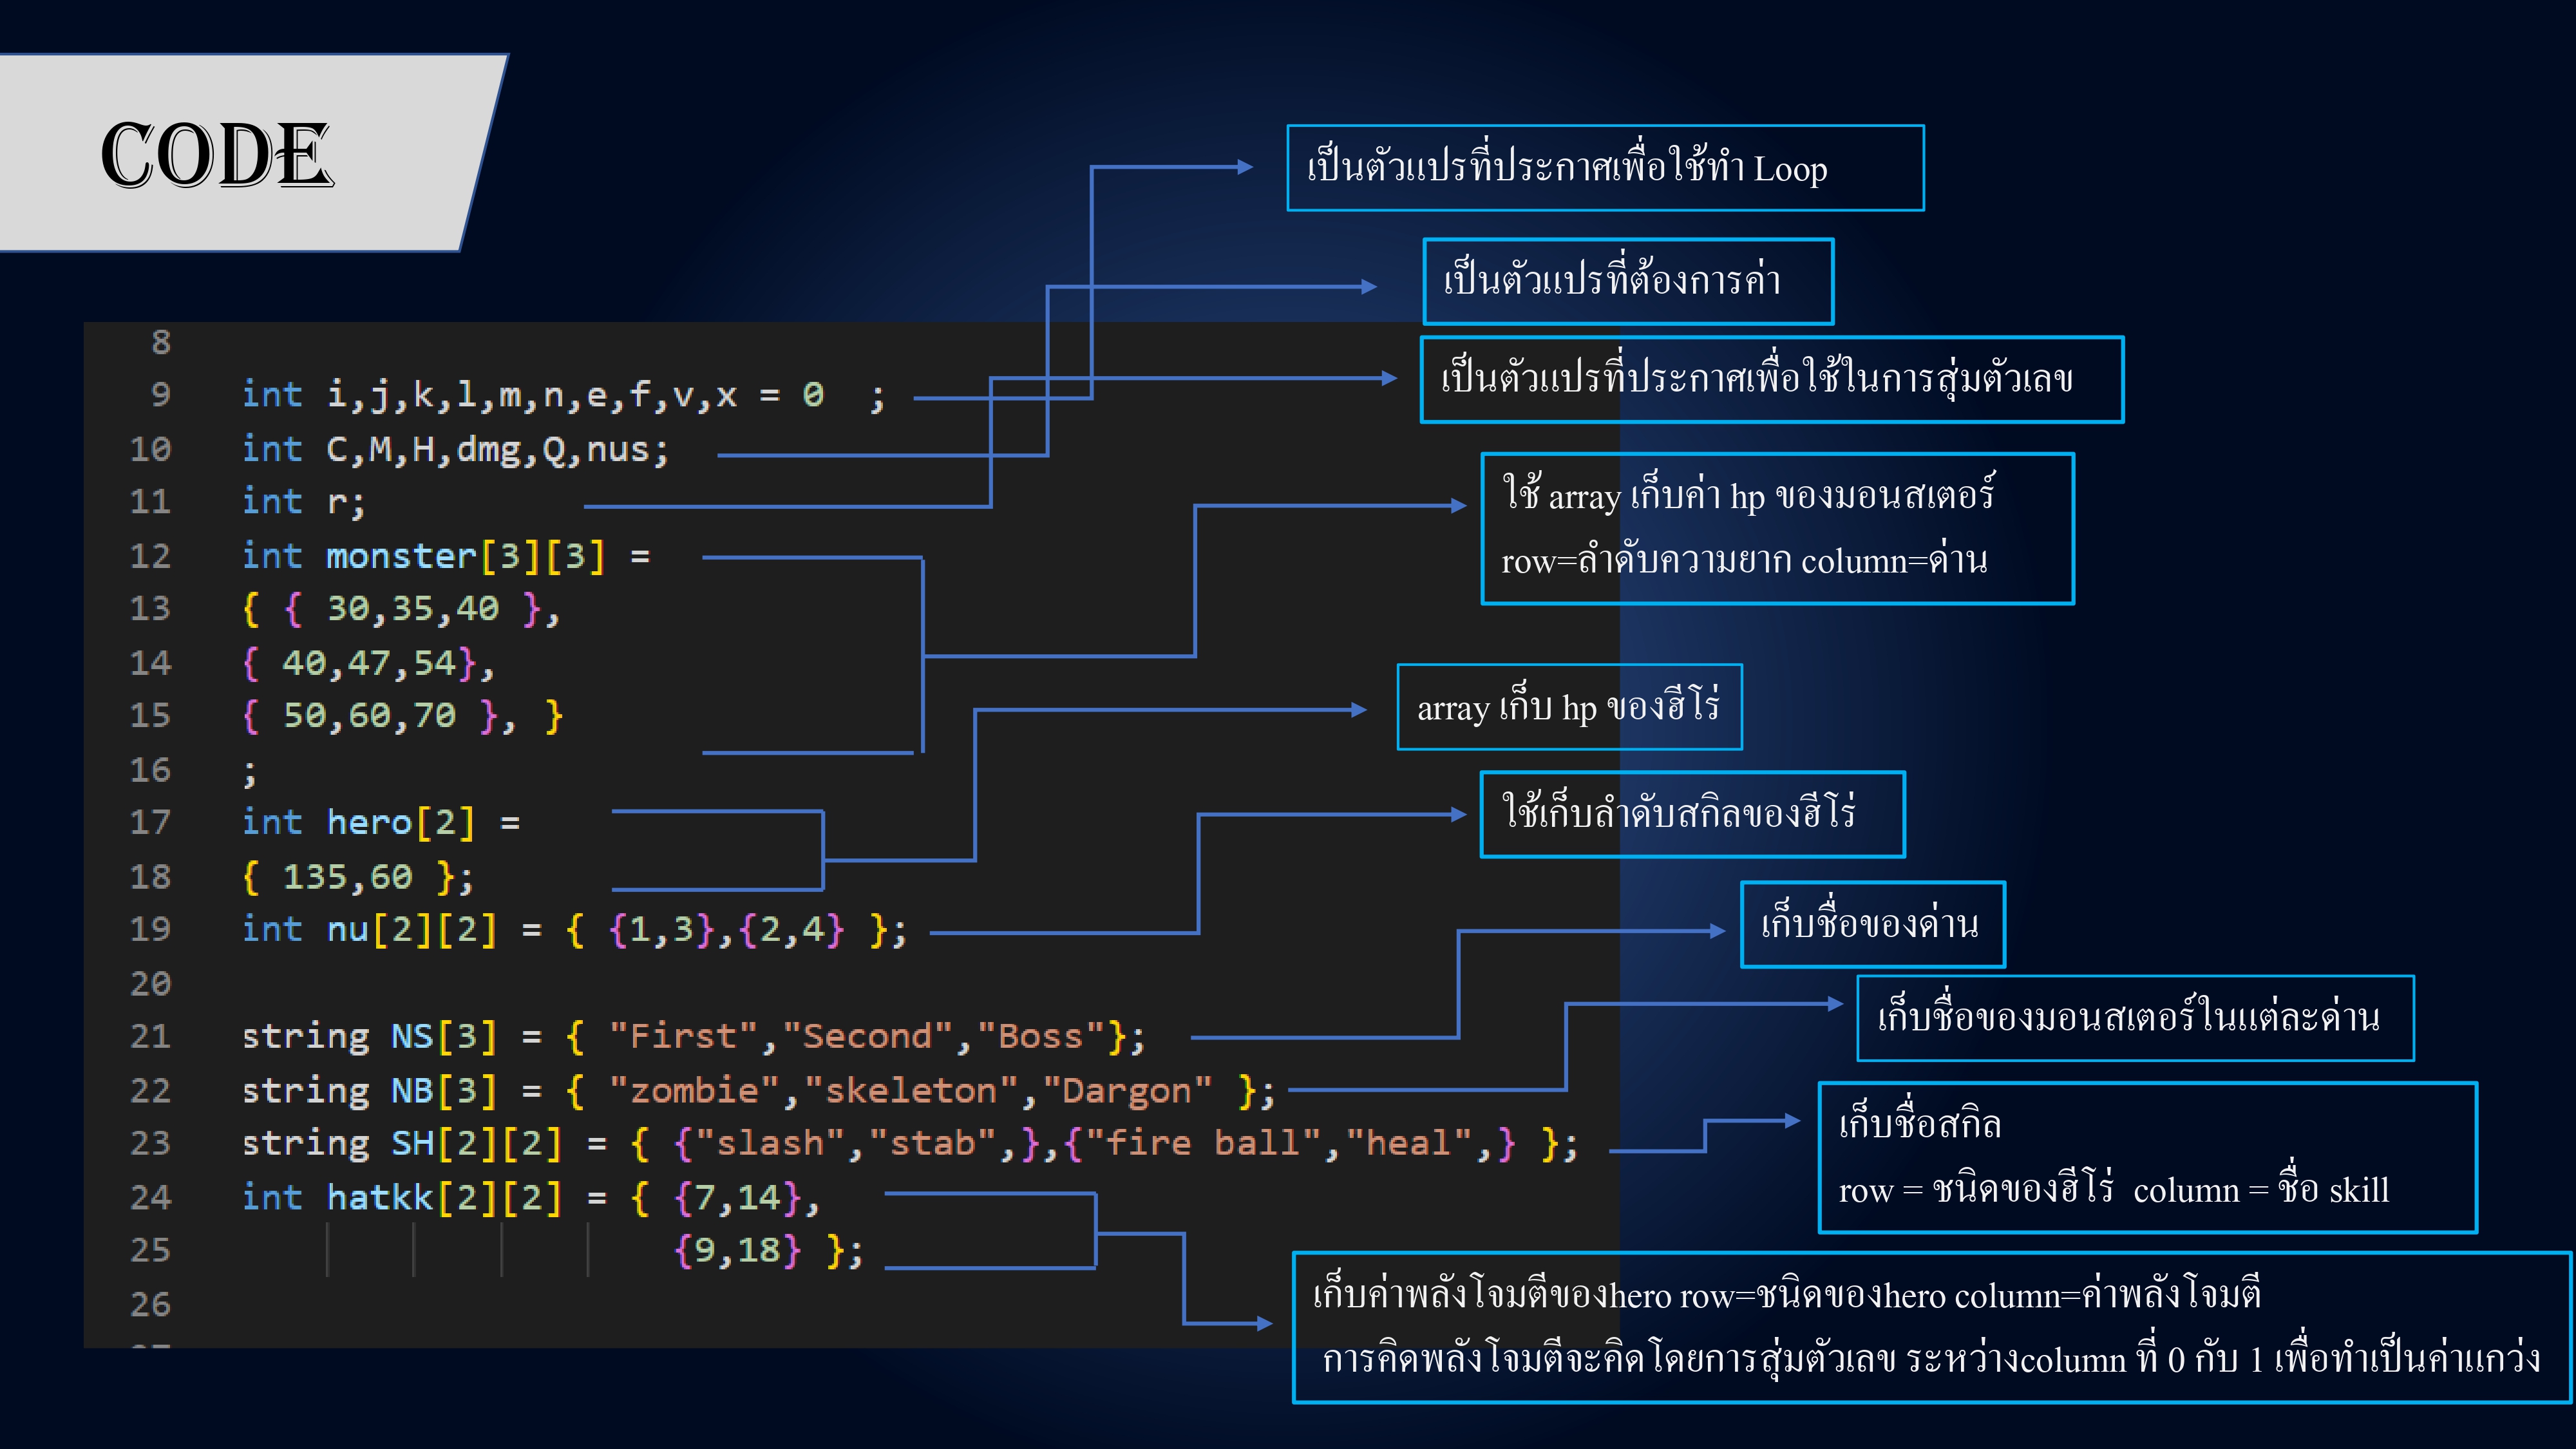 CODE
เป็นตัวแปรที่ประกาศเพื่อใช้ทำ Loop
เป็นตัวแปรที่ต้องการค่า
เป็นตัวแปรที่ประกาศเพื่อใช้ในการสุ่มตัวเลข
ใช้ array เก็บค่า hp ของมอนสเตอร์
row=ลำดับความยาก column=ด่าน
array เก็บ hp ของฮีโร่
ใช้เก็บลำดับสกิลของฮีโร่
เก็บชื่อของด่าน
เก็บชื่อของมอนสเตอร์ในแต่ละด่าน
เก็บชื่อสกิล
row = ชนิดของฮีโร่ column = ชื่อ skill
เก็บค่าพลังโจมตีของhero row=ชนิดของhero column=ค่าพลังโจมตี
การคิดพลังโจมตีจะคิดโดยการสุ่มตัวเลข ระหว่างcolumn ที่ 0 กับ 1 เพื่อทำเป็นค่าแกว่ง
8
9 int i,j,k,l,m,n,e,f,v,x = 0 ;
10 int C,M,H,dmg,Q,nus;
11 int r;
12 int monster[3][3] =
13 { { 30,35,40 },
14 { 40,47,54},
15 { 50,60,70 }, }
16 ;
17 int hero[2] =
18 { 135,60 };
19 int nu[2][2] = { {1,3},{2,4} };
20
21 string NS[3] = { "First","Second","Boss"};
22 string NB[3] = { "zombie","skeleton","Dargon" };
23 string SH[2][2] = { {"slash","stab",},{"fire ball","heal",} };
24 int hatkk[2][2] = { {7,14},
25 {9,18} };
26